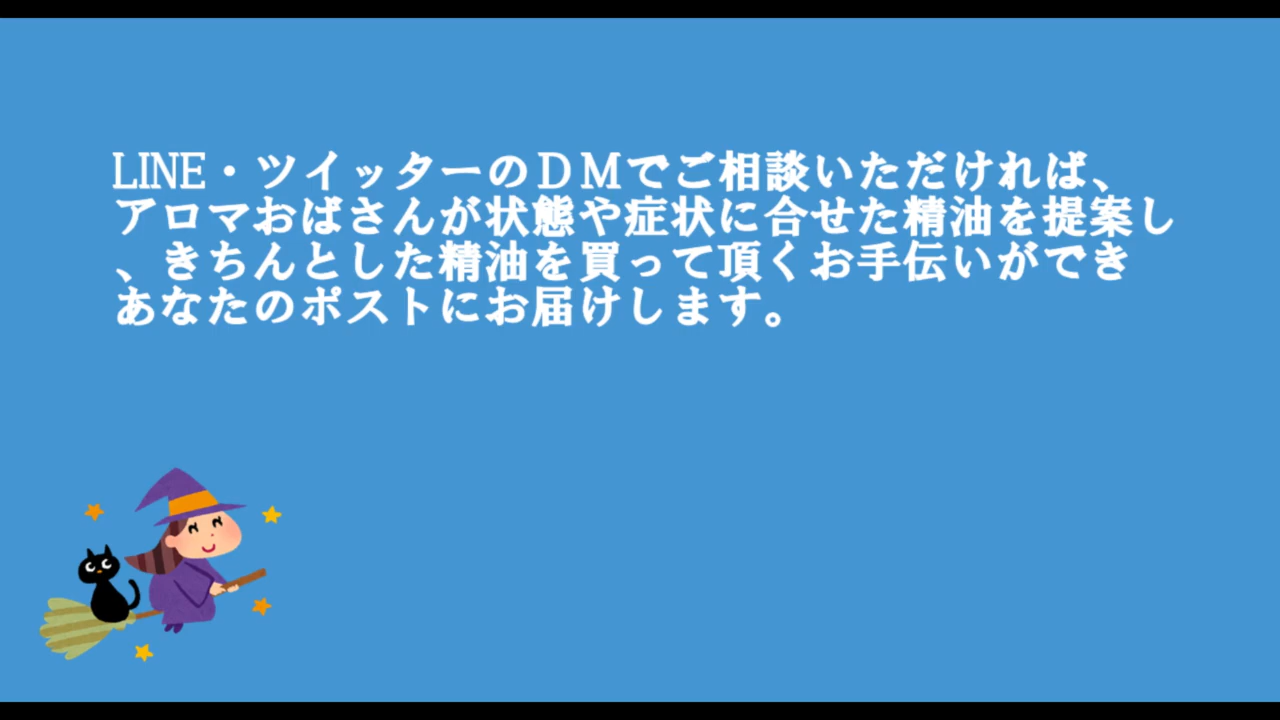 LINE・ツイッターのＤＭでご相談いただければ、
アロマおばさんが状態や症状に合せた精油を提案し
、きちんとした精油を買って頂くお手伝いができ
あなたのポストにお届けします。